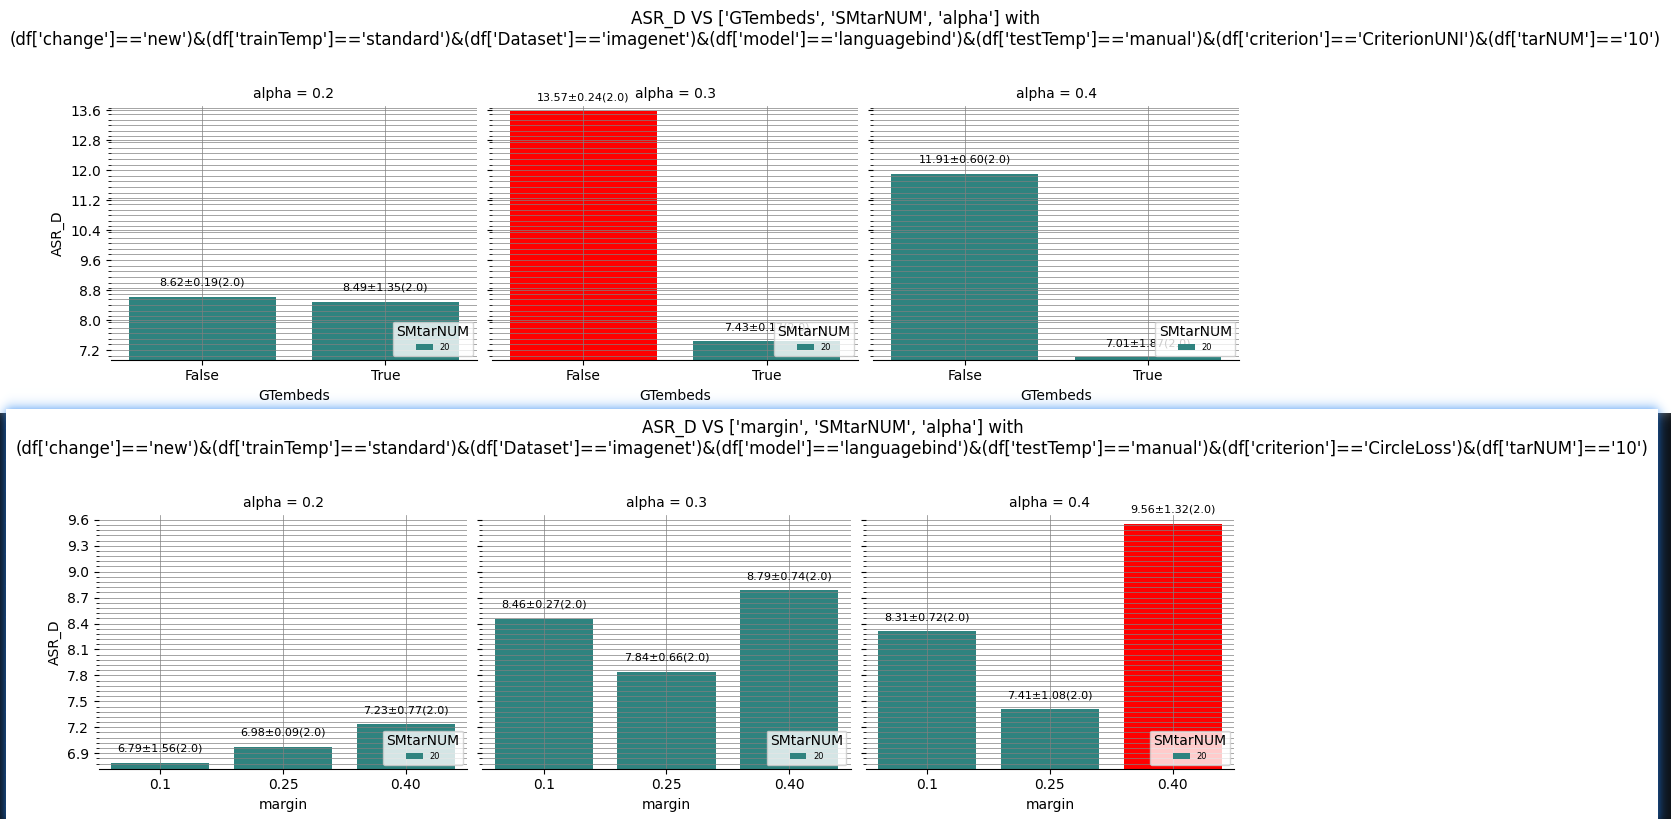 ASR_D VS ['GTembeds', 'SMtarNUM', 'alpha'] with
(df['change']=='new')&(df['trainTemp']=='standard')&(df['Dataset']=='imagenet')&(df['model']=='languagebind')&(df['testTemp']=='manual')&(df['criterion']=='CriterionUNI')&(df['tarNUM']=='10')
alpha = 0.2
alpha = 0.3
alpha = 0.4
13.6
12.8
12.0
11.2
10.4
9.6
8.8
8.0
7.2
ASR_D
8.62±0.19(2.0)
8.49±1.35(2.0)
13.57±0.24(2.0)
7.43±0.1
11.91±0.60(2.0)
7.01±1.87(2.0)
SMtarNUM
20
SMtarNUM
20
SMtarNUM
20
False
True
False
True
False
True
GTembeds
GTembeds
GTembeds
ASR_D VS ['margin', 'SMtarNUM', 'alpha'] with
(df['change']=='new')&(df['trainTemp']=='standard')&(df['Dataset']=='imagenet')&(df['model']=='languagebind')&(df['testTemp']=='manual')&(df['criterion']=='CircleLoss')&(df['tarNUM']=='10')
alpha = 0.2
alpha = 0.3
alpha = 0.4
9.6
9.3
9.0
8.7
8.4
8.1
7.8
7.5
7.2
6.9
ASR_D
6.79±1.56(2.0)
6.98±0.09(2.0)
7.23±0.77(2.0)
8.46±0.27(2.0)
7.84±0.66(2.0)
8.79±0.74(2.0)
8.31±0.72(2.0)
7.41±1.08(2.0)
9.56±1.32(2.0)
SMtarNUM
20
SMtarNUM
20
SMtarNUM
20
0.1
0.25
0.40
0.1
0.25
0.40
0.1
0.25
0.40
margin
margin
margin